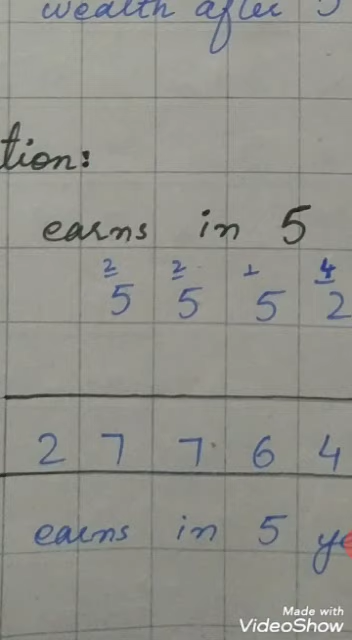 wealth after 5
tion:
earns in 5
2 2 1 4
5 5 5 2
2 7 7 6 4
earns in 5 ye
Made with
VideoShow